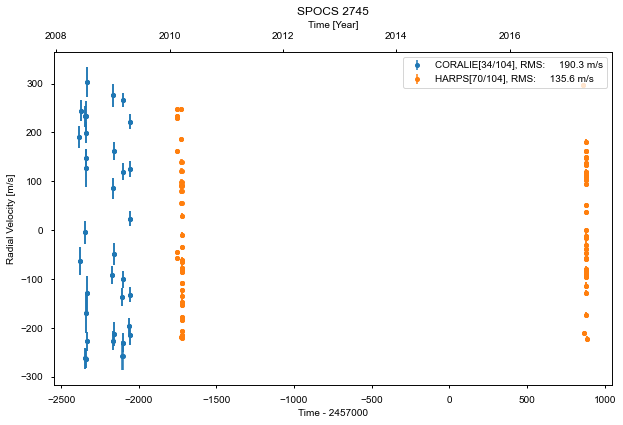 SPOCS 2745
Time [Year]
2008 2010 2012 2014 2016
CORALIE[34/104], RMS: 190.3 m/s
HARPS[70/104], RMS: 135.6 m/s
Radial Velocity [m/s]
300
200
100
0
−100
−200
−300
−2500 −2000 −1500 −1000 −500 0 500 1000
Time - 2457000